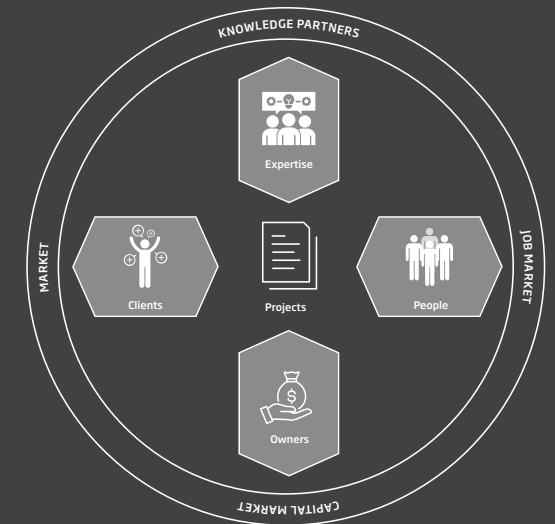 KNOWLEDGE PARTNERS
Expertise
MARKET
Clients
Projects
People
JOB MARKET
$
Owners
CAPITAL MARKET